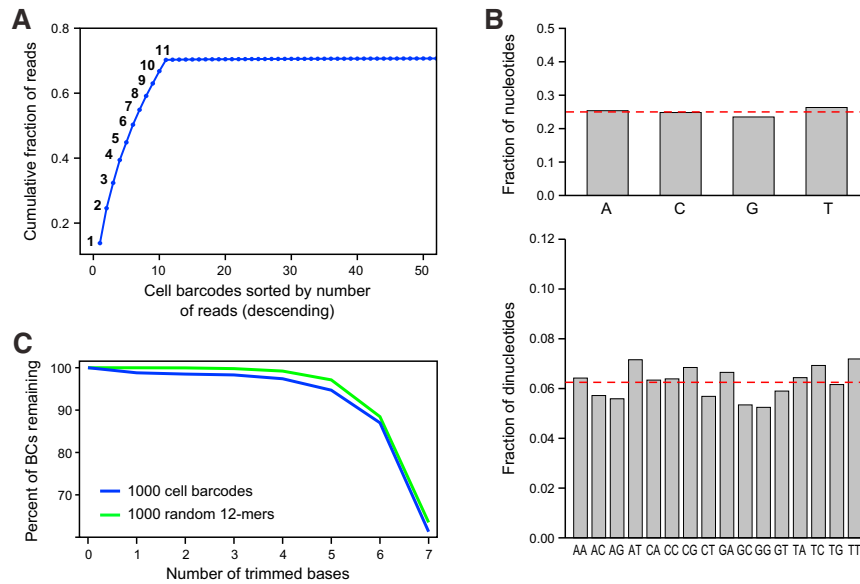 A
Cumulative fraction of reads
0.8
0.6
0.4
0.2
1
2
3
4
5
6
7
8
9
10
11
0 10 20 30 40 50
Cell barcodes sorted by number
of reads (descending)
B
Fraction of nucleotides
0.5
0.4
0.3
0.2
0.1
0.0
A C G T
Fraction of dinucleotides
0.12
0.10
0.08
0.06
0.04
0.02
0.00
AA AC AG AT CA CC CG CT GA GC GG GT TA TC TG TT
C
Percent of BCs remaining
100
90
80
70
1000 cell barcodes
1000 random 12-mers
0 1 2 3 4 5 6 7
Number of trimmed bases